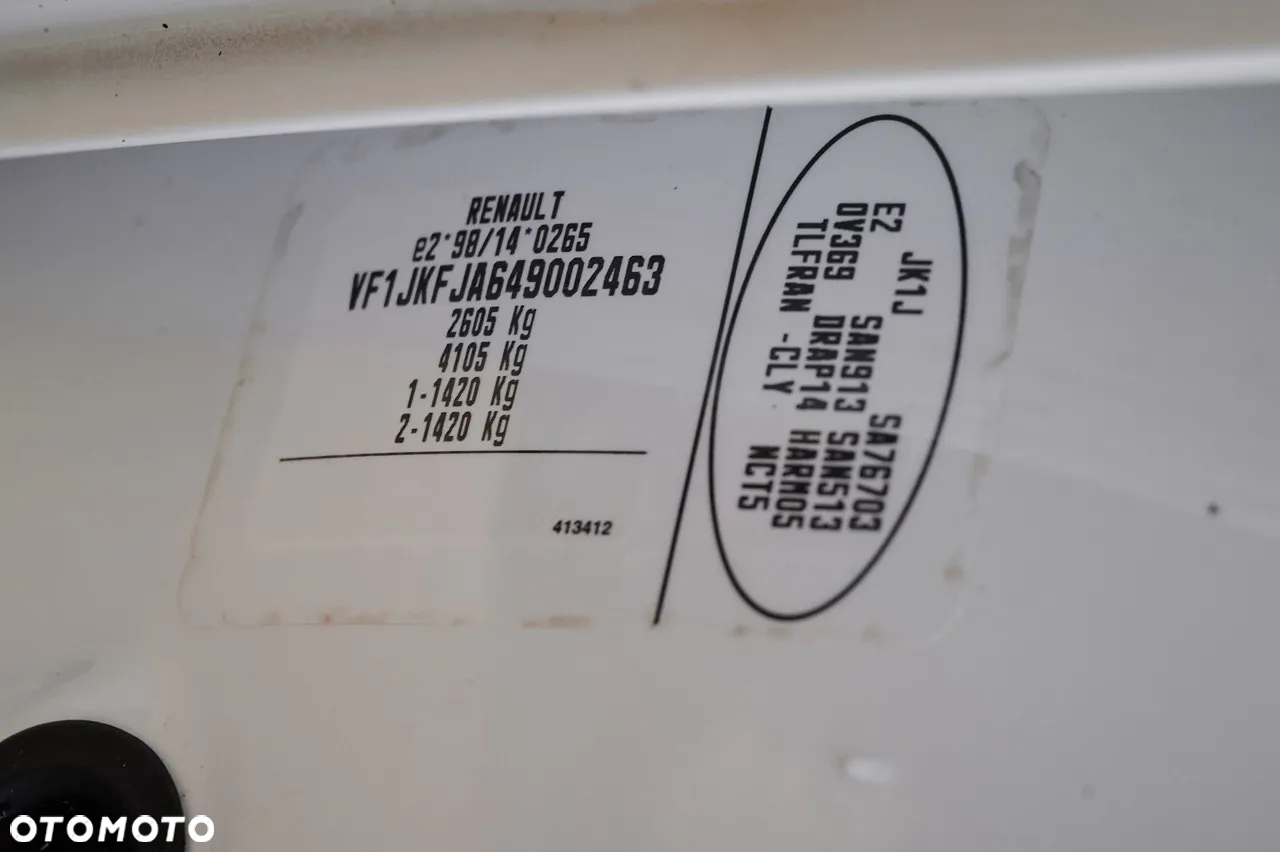 RENAULT
e2*98/14*0265
VF1JKFJA649002463
2605 Kg
4105 Kg
1-1420 Kg
2-1420 Kg
413412
JK1J
E2 SA76703
OV369 SAN913 SAN513
TLFRAN DRAP14 HARM05
-CLY MCT5
OTOMOTO